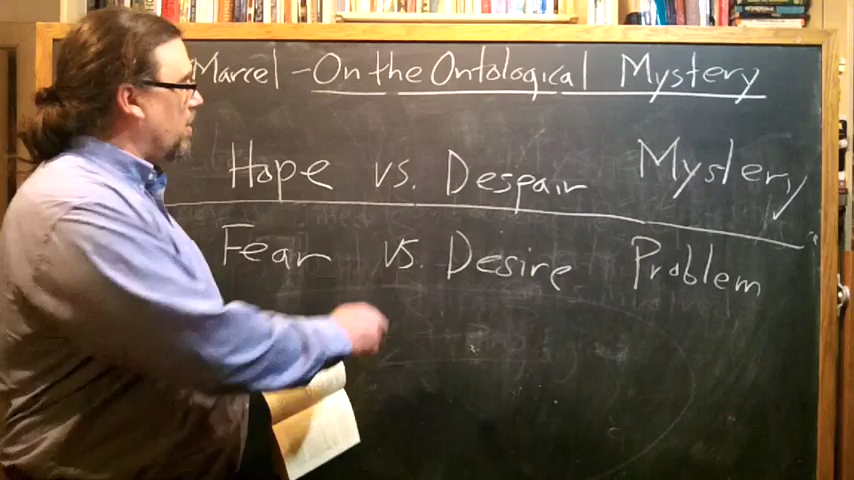 Marcel - On the Ontological Mystery
Hope vs. Despair Mystery
Fear vs. Desire Problem